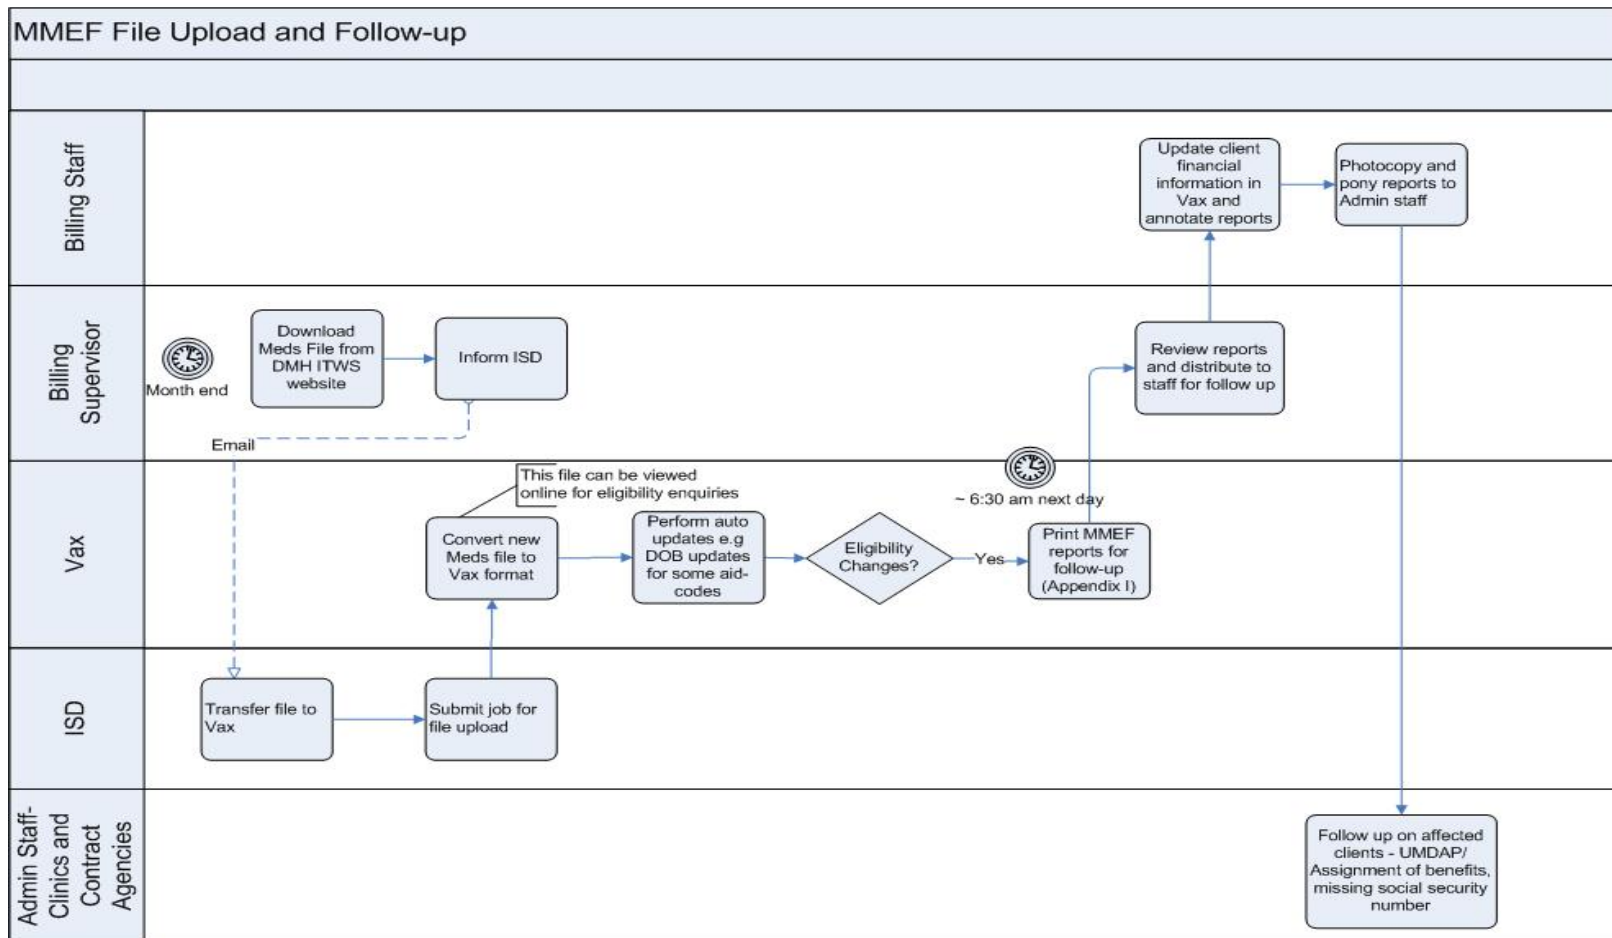 MMEF File Upload and Follow-up
Billing Staff
Update client
financial
information in
Vax and
annotate reports
Photocopy and
pony reports to
Admin staff
Billing
Supervisor
Month end
Download
Meds File from
DMH ITWS
website
Inform ISD
Review reports
and distribute to
staff for follow up
Email
Vax
This file can be viewed
online for eligibility enquiries
~ 6:30 am next day
Convert new
Meds file to
Vax format
Perform auto
updates e.g
DOB updates
for some aid-
codes
Eligibility
Changes?
Yes
Print MMEF
reports for
follow-up
(Appendix I)
ISD
Transfer file to
Vax
Submit job for
file upload
Admin Staff-
Clinics and
Contract
Agencies
Follow up on affected
clients - UMDAP/
Assignment of benefits,
missing social security
number